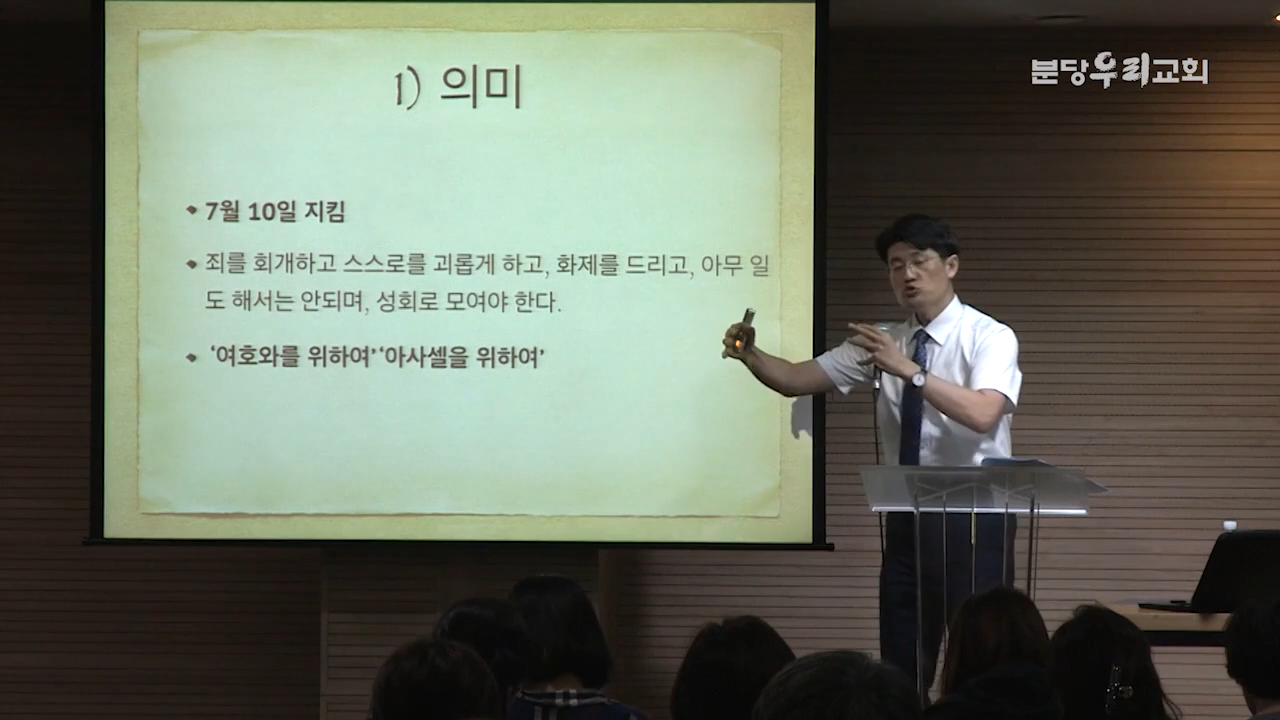 1) 의미
분당우리교회
7월 10일 지킴
죄를 회개하고 스스로를 괴롭게 하고, 화제를 드리고, 아무 일
도 해서는 안되며, 성회로 모여야 한다.
‘여호와를 위하여’ ‘아사셀을 위하여’